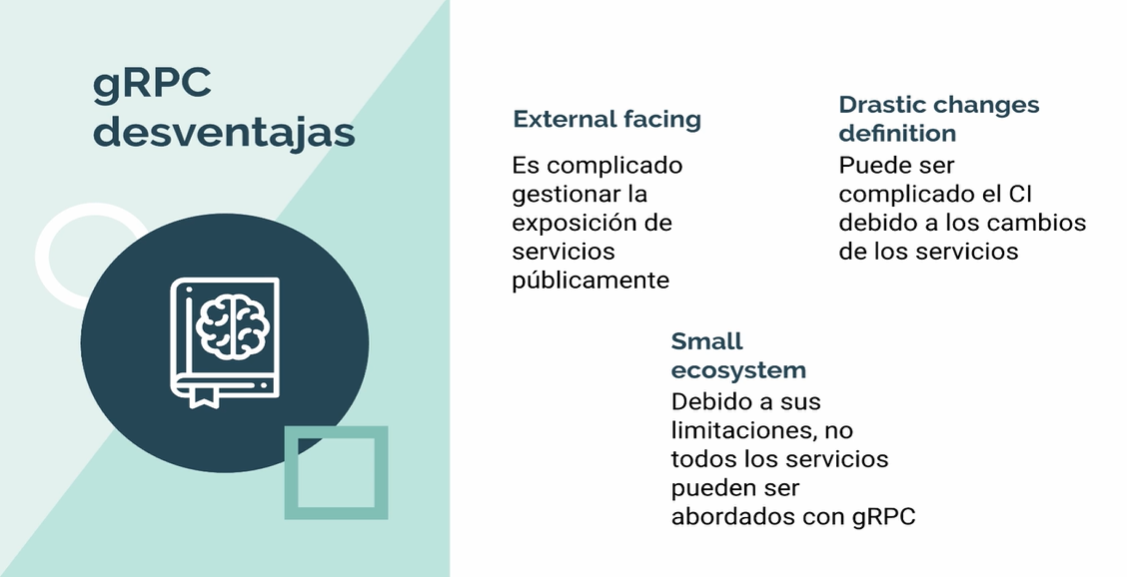 gRPC
desventajas
External facing
Es complicado
gestionar la
exposición de
servicios
públicamente
Drastic changes
definition
Puede ser
complicado el CI
debido a los cambios
de los servicios
Small
ecosystem
Debido a sus
limitaciones, no
todos los servicios
pueden ser
abordados con gRPC